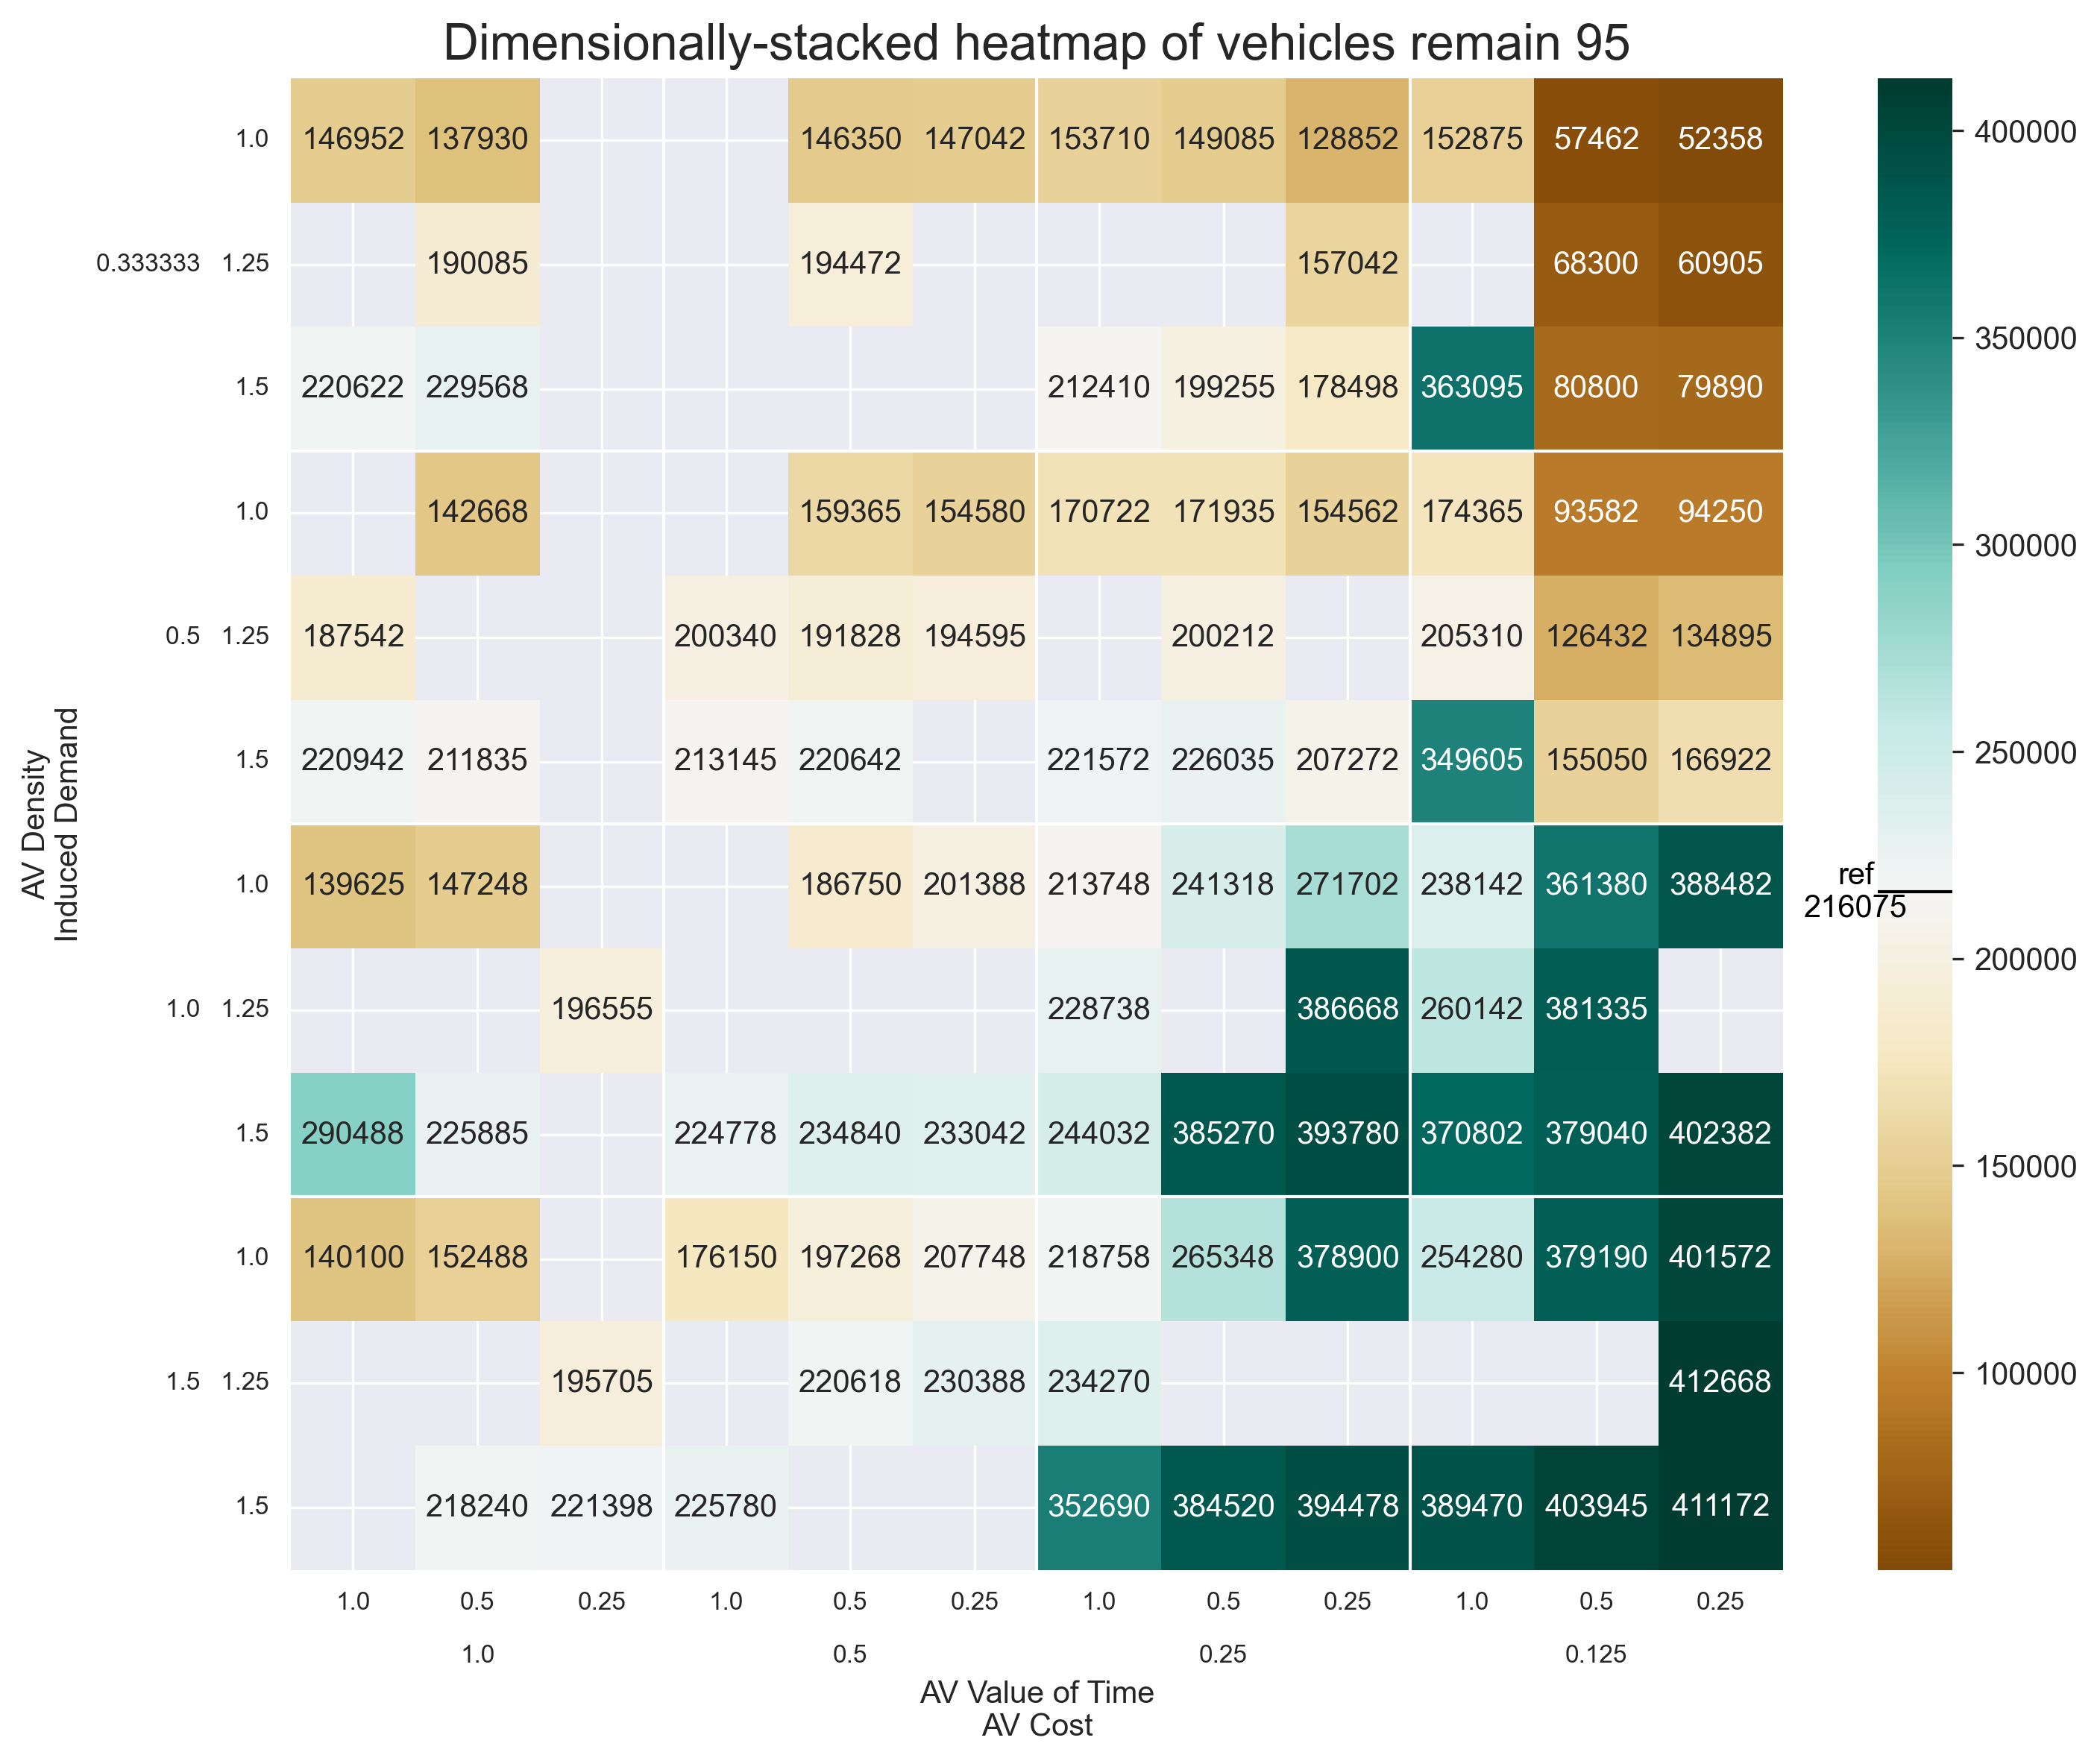 Dimensionally-stacked heatmap of vehicles remain 95
1.0 146952 137930 146350 147042 153710 149085 128852 152875 57462 52358
0.333333 1.25 190085 194472 157042 68300 60905
1.5 220622 229568 212410 199255 178498 363095 80800 79890
1.0 142668 159365 154580 170722 171935 154562 174365 93582 94250
0.5 1.25 187542 200340 191828 194595 200212 205310 126432 134895
1.5 220942 211835 213145 220642 221572 226035 207272 349605 155050 166922
1.0 139625 147248 186750 201388 213748 241318 271702 238142 361380 388482
1.0 1.25 196555 228738 386668 260142 381335
1.5 290488 225885 224778 234840 233042 244032 385270 393780 370802 379040 402382
1.0 140100 152488 176150 197268 207748 218758 265348 378900 254280 379190 401572
1.5 1.25 195705 220618 230388 234270 412668
1.5 218240 221398 225780 352690 384520 394478 389470 403945 411172
1.0 0.5 0.25 1.0 0.5 0.25 1.0 0.5 0.25 1.0 0.5 0.25
1.0 0.5 0.25 0.125
AV Value of Time
AV Cost
AV Density
Induced Demand
400000
350000
300000
250000
ref
216075
200000
150000
100000